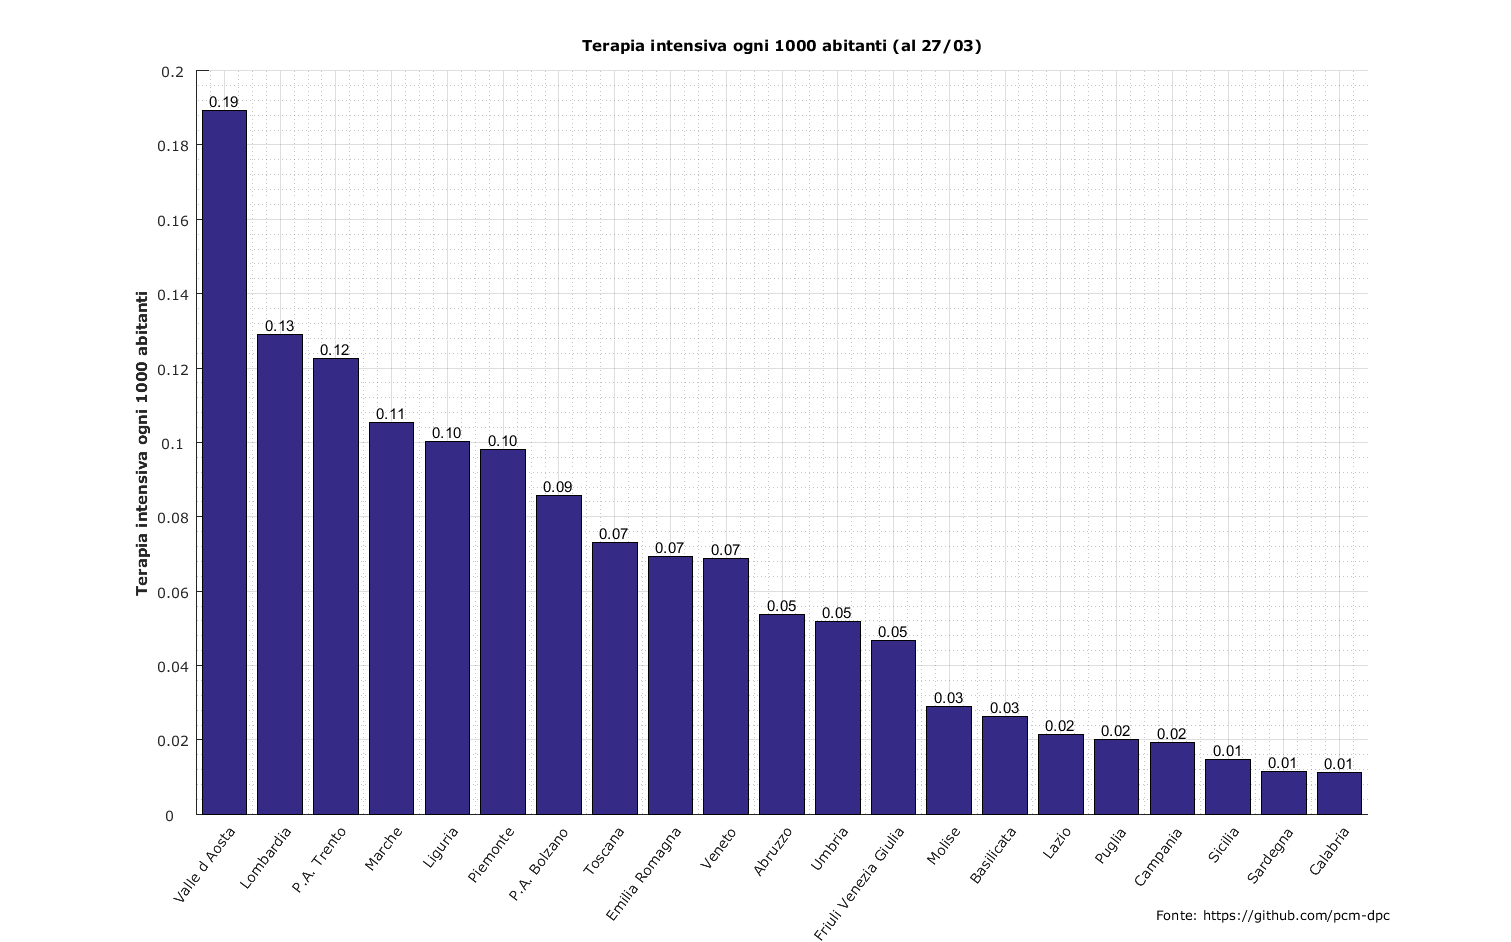 Terapia intensiva ogni 1000 abitanti (al 27/03)
Terapia intensiva ogni 1000 abitanti
0.2
0.18
0.16
0.14
0.12
0.1
0.08
0.06
0.04
0.02
0
0.19
0.13
0.12
0.11
0.10
0.10
0.09
0.07
0.07
0.07
0.05
0.05
0.05
0.03
0.03
0.02
0.02
0.02
0.01
0.01
0.01
Valle d Aosta
Lombardia
P.A. Trento
Marche
Liguria
Piemonte
P.A. Bolzano
Toscana
Emilia Romagna
Veneto
Abruzzo
Umbria
Friuli Venezia Giulia
Molise
Basilicata
Lazio
Puglia
Campania
Sicilia
Sardegna
Calabria
Fonte: https://github.com/pcm-dpc